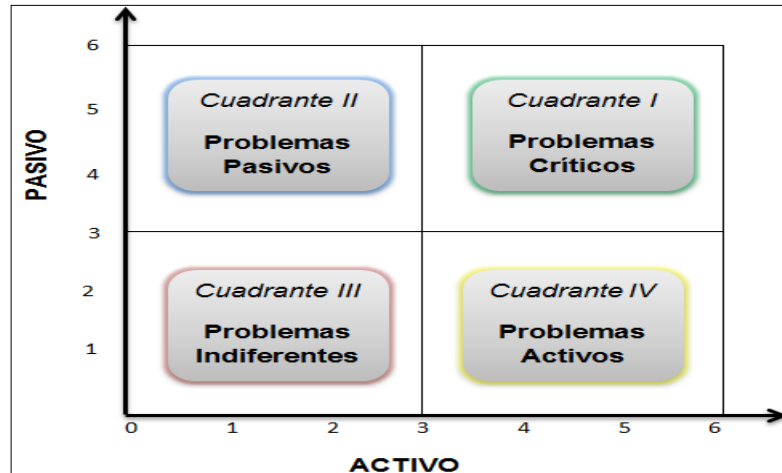 6
5
4
3
2
1
PASIVO
Cuadrante II
Problemas
Pasivos
Cuadrante I
Problemas
Críticos
Cuadrante III
Problemas
Indiferentes
Cuadrante IV
Problemas
Activos
0 1 2 3 4 5 6
ACTIVO